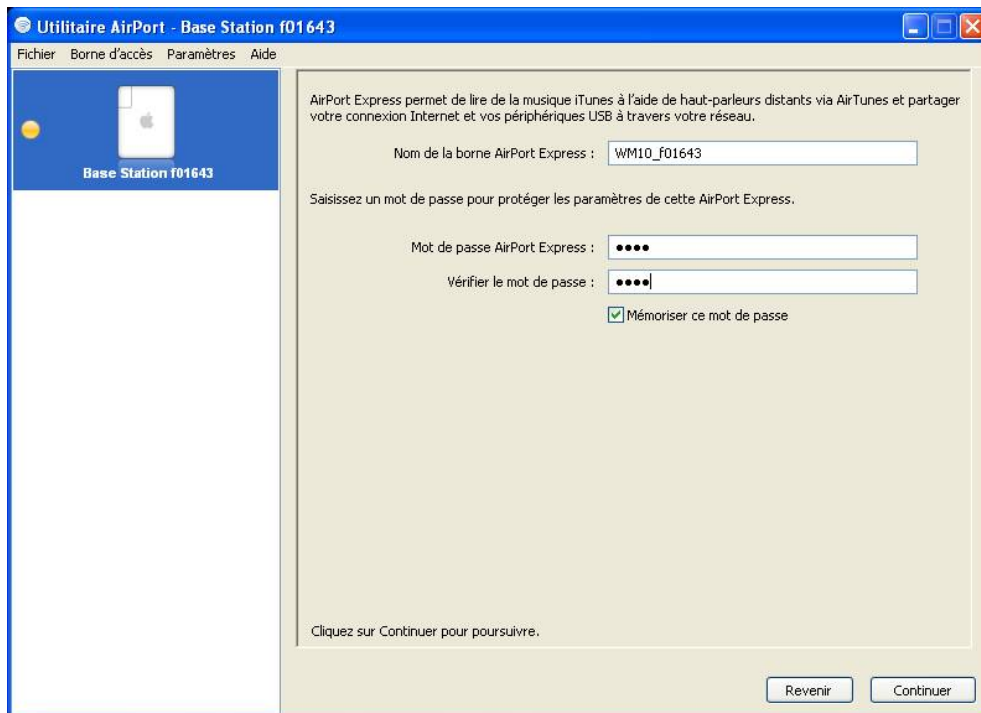 Utilitaire AirPort - Base Station f01643
Fichier Borne d'accès Paramètres Aide
Base Station f01643
AirPort Express permet de lire de la musique iTunes à l'aide de haut-parleurs distants via AirTunes et partager
votre connexion Internet et vos périphériques USB à travers votre réseau.
Nom de la borne AirPort Express : WM10_f01643
Saisissez un mot de passe pour protéger les paramètres de cette AirPort Express.
Mot de passe AirPort Express : ●●●●
Vérifier le mot de passe : ●●●●
Mémoriser ce mot de passe
Cliquez sur Continuer pour poursuivre.
Revenir Continuer